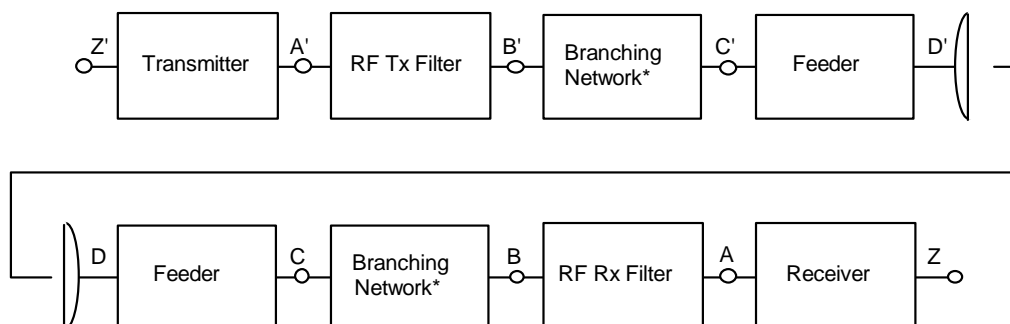 Z'
Transmitter
A'
RF Tx Filter
B'
Branching
Network*
C'
Feeder
D'
D
Feeder
C
Branching
Network*
B
RF Rx Filter
A
Receiver
Z